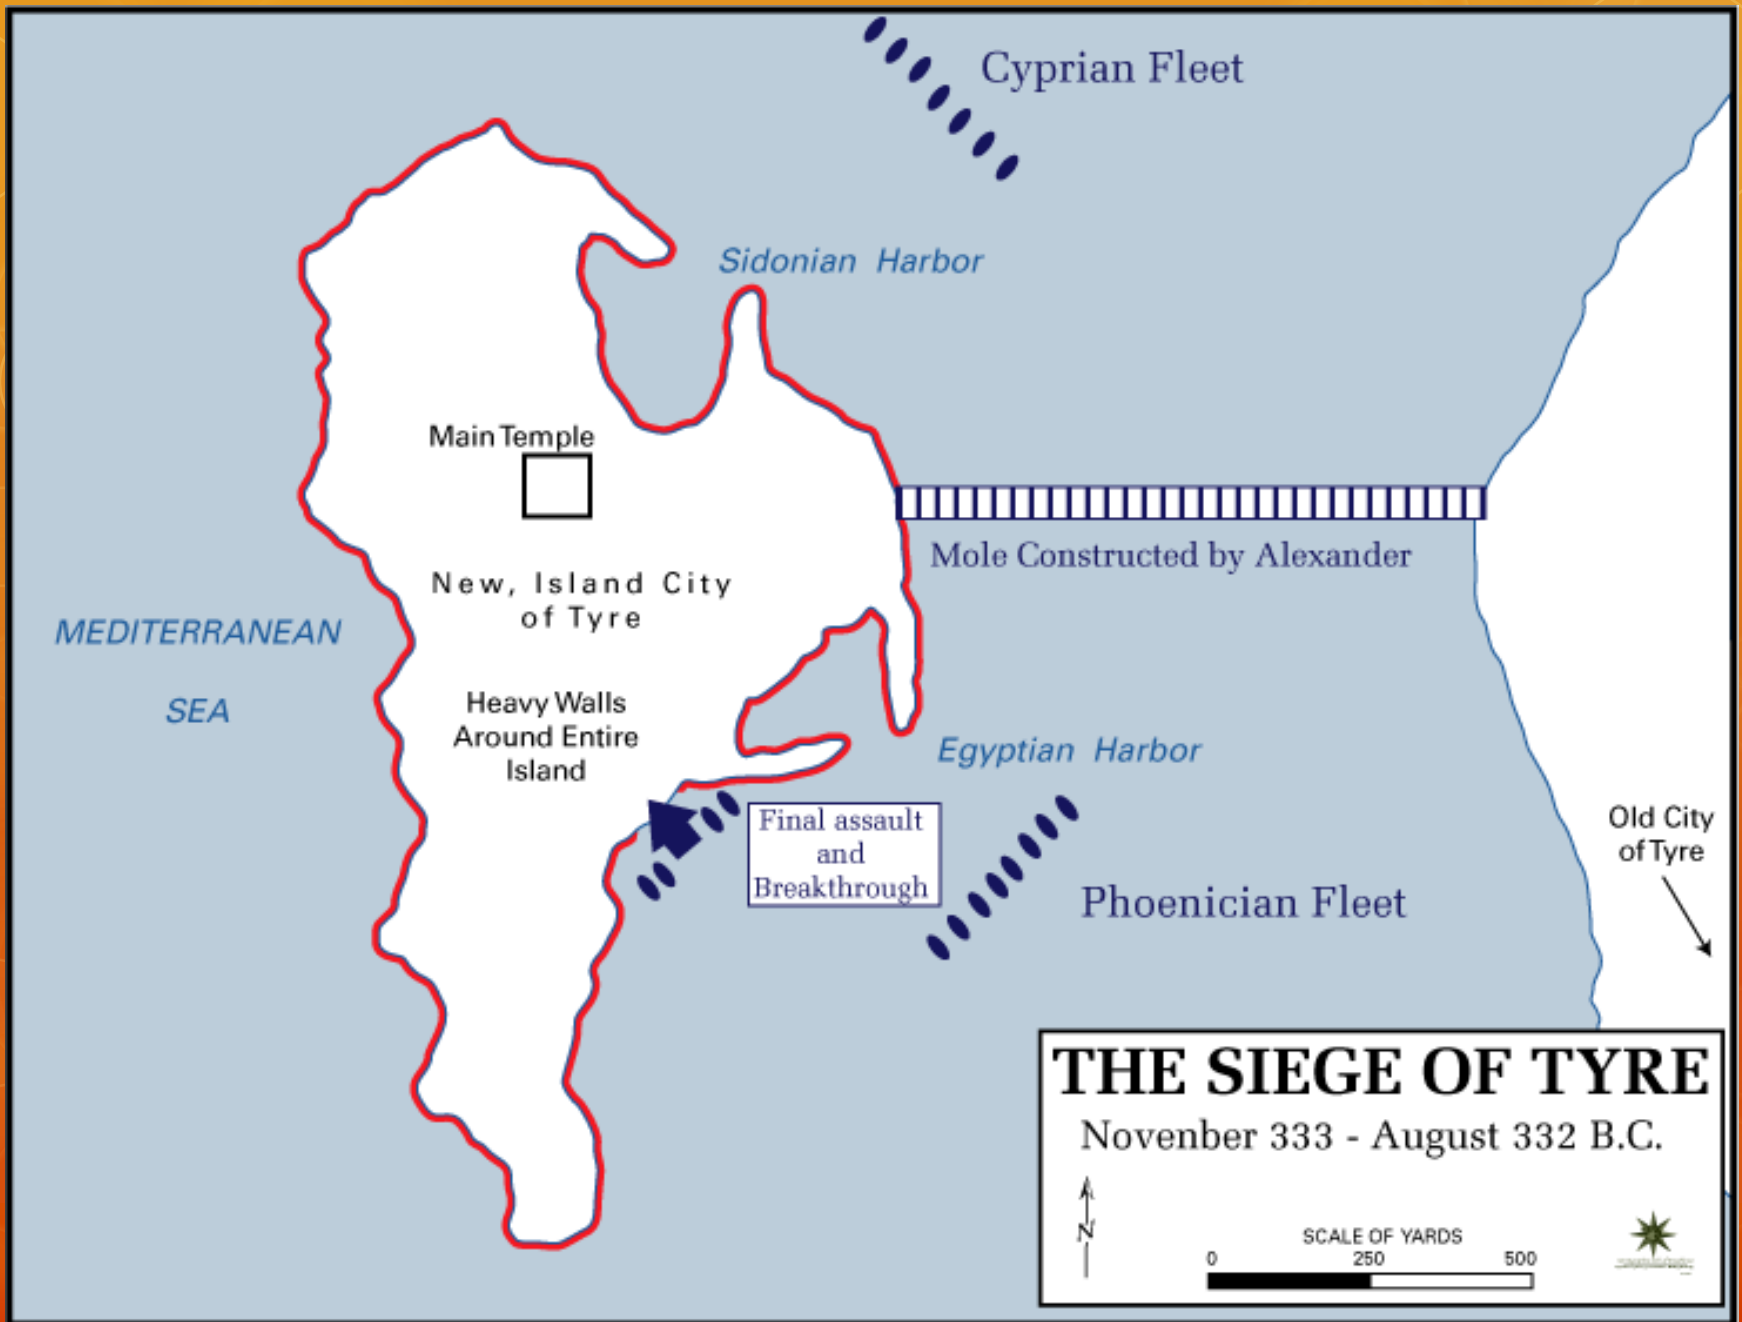 Cyprian Fleet
Sidonian Harbor
Main Temple
Mole Constructed by Alexander
New, Island City
of Tyre
MEDITERRANEAN
SEA
Heavy Walls
Around Entire
Island
Egyptian Harbor
Final assault
and
Breakthrough
Phoenician Fleet
Old City
of Tyre
THE SIEGE OF TYRE
Novenber 333 - August 332 B.C.
N
SCALE OF YARDS
0 250 500